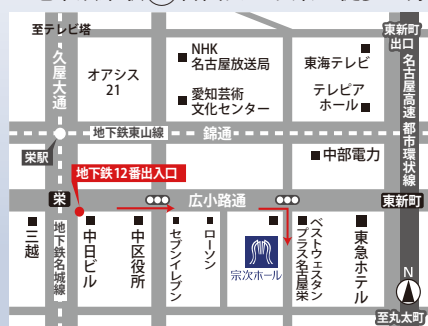 至テレビ塔
久屋大通
オアシス
21
NHK
名古屋放送局
愛知芸術
文化センター
東海テレビ
テレピア
ホール
東新町
出口
名古屋高速 都市環状線
地下鉄東山線
錦通
栄駅
地下鉄12番出入口
中部電力
栄
広小路通
東新町
三越
地下鉄名城線
中日ビル
中区役所
セブンイレブン
ローソン
宗次ホール
ベストウェスタン
プラス名古屋栄
東急ホテル
N
至丸太町